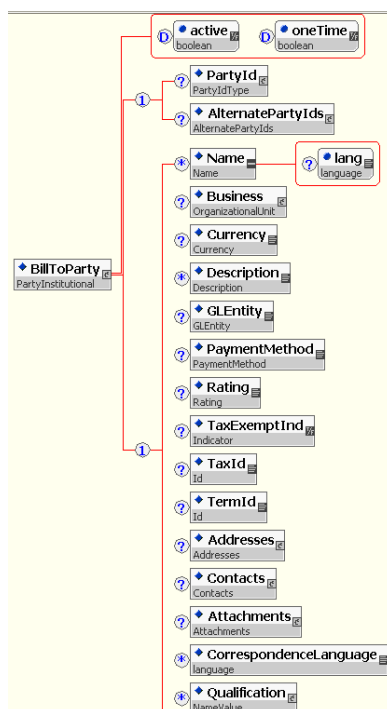 D active D oneTime
boolean boolean
? PartyId
PartyIdType
1
? AlternatePartyIds
AlternatePartyIds
* Name ? lang
Name language
? Business
OrganizationalUnit
? Currency
Currency
BillToParty * Description
PartyInstitutional Description
? GLEntity
GLEntity
? PaymentMethod
PaymentMethod
? Rating
Rating
1 ? TaxExemptInd
Indicator
? TaxId
Id
? TermId
Id
? Addresses
Addresses
? Contacts
Contacts
? Attachments
Attachments
* CorrespondenceLanguage
language
* Qualification
NameValue